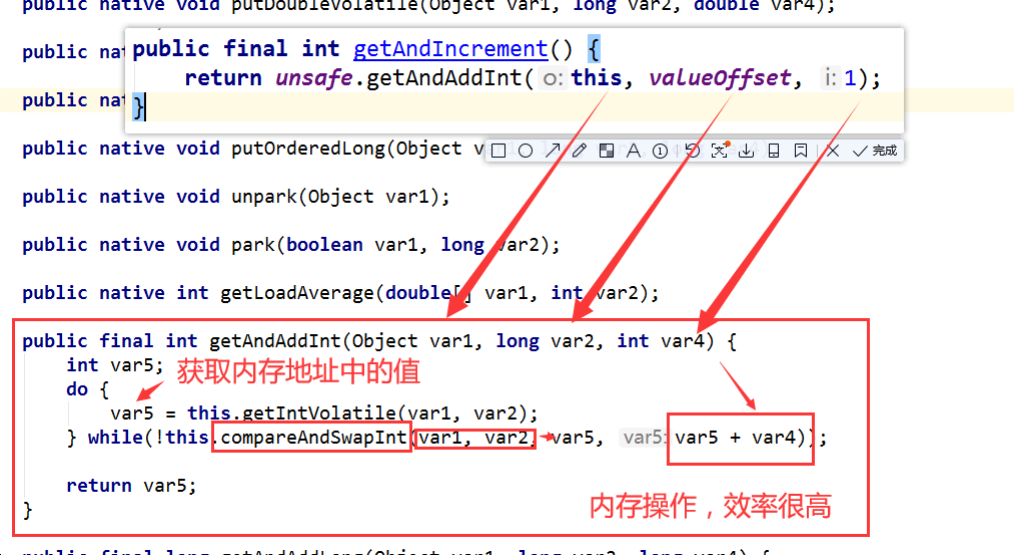 public native void putDoubleVolatile(Object var1, long var2, double var4);
public nat
public final int getAndIncrement() {
return unsafe.getAndAddInt( o: this, valueOffset, i: 1);
public nat
}
public native void putOrderedLong(Object v
完成
public native void unpark(Object var1);
public native void park(boolean var1, long var2);
public native int getLoadAverage(double[] var1, int var2);
public final int getAndAddInt(Object var1, long var2, int var4) {
int var5;
获取内存地址中的值
do {
var5 = this.getIntVolatile(var1, var2);
} while(!this.compareAndSwapInt(var1, var2, var5, var5: var5 + var4));
return var5;
内存操作，效率很高
}
public final long getAndAddLong(Object var1, long var2, long var4) {